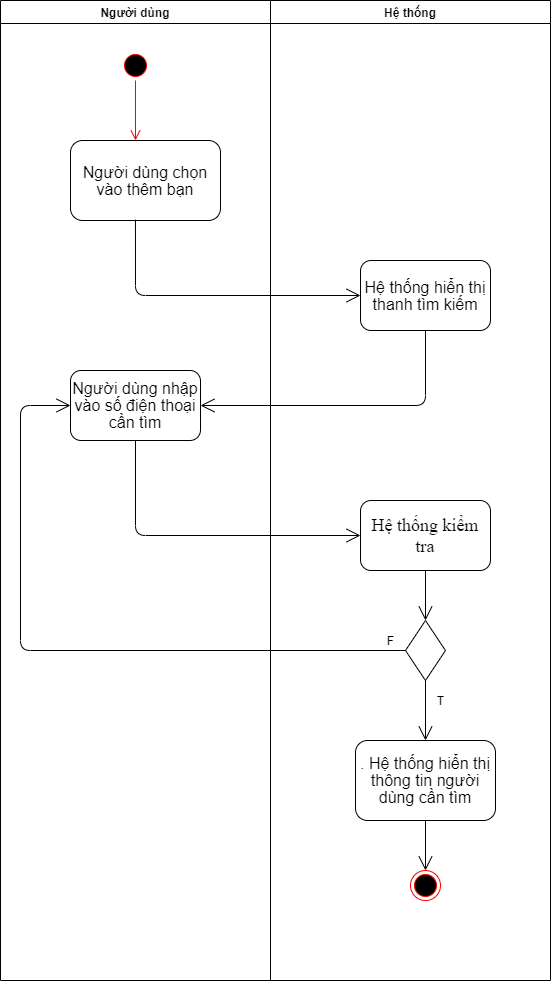 Người dùng
Hệ thống
Người dùng chọn
vào thêm bạn
Hệ thống hiển thị
thanh tìm kiếm
Người dùng nhập
vào số điện thoại
cần tìm
Hệ thống kiểm
tra
F
T
. Hệ thống hiển thị
thông tin người
dùng cần tìm